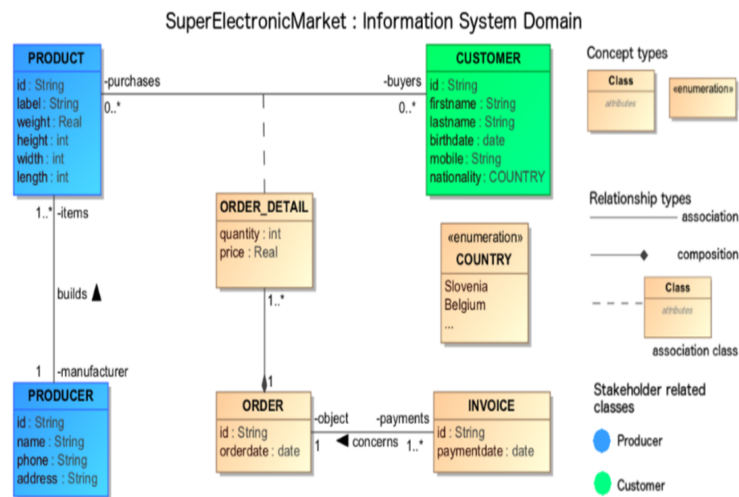 SuperElectronicMarket : Information System Domain
PRODUCT
id : String
label : String
weight : Real
height : int
width : int
length : int
-purchases
0..*
-buyers
0..*
CUSTOMER
id : String
firstname : String
lastname : String
birthdate : date
mobile : String
nationality : COUNTRY
Concept types
Class
attributes
«enumeration»
1..*
-items
builds
1
-manufacturer
ORDER_DETAIL
quantity : int
price : Real
1..*
1
«enumeration»
COUNTRY
Slovenia
Belgium
...
Relationship types
association
composition
Class
attributes
association class
PRODUCER
id : String
name : String
phone : String
address : String
ORDER
id : String
orderdate : date
-object
1
concerns
-payments
1..*
INVOICE
id : String
paymentdate : date
Stakeholder related
classes
Producer
Customer